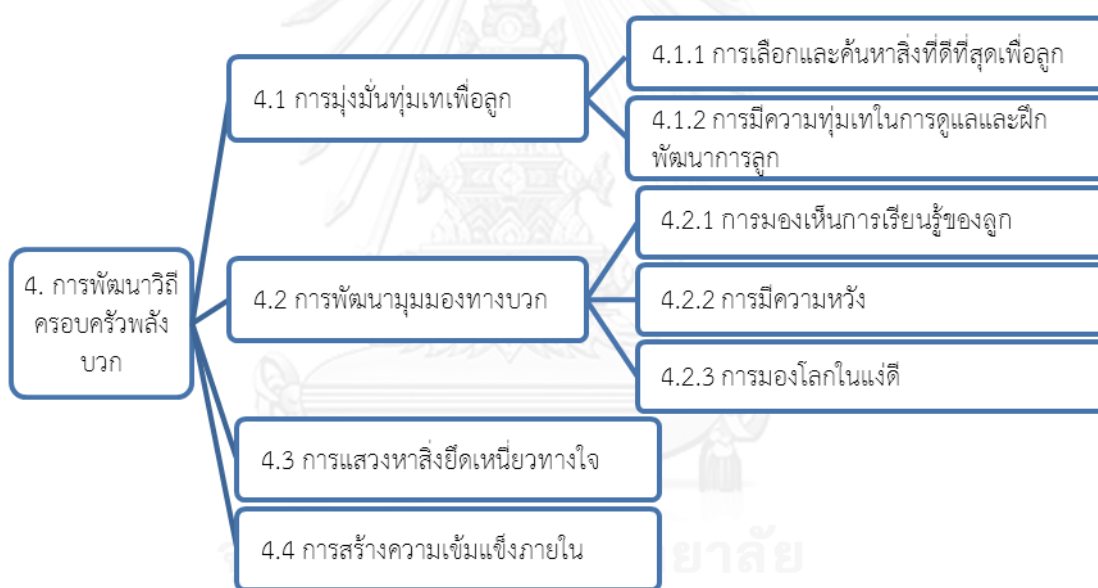 4.1 การมุ่งมั่นทุ่มเทเพื่อลูก
4.1.1 การเลือกและค้นหาสิ่งที่ดีที่สุดเพื่อลูก
4.1.2 การมีความทุ่มเทในการดูแลและฝึก
พัฒนาการลูก
4. การพัฒนาวิถี
ครอบครัวพลัง
บวก
4.2 การพัฒนามุมมองทางบวก
4.2.1 การมองเห็นการเรียนรู้ของลูก
4.2.2 การมีความหวัง
4.2.3 การมองโลกในแง่ดี
4.3 การแสวงหาสิ่งยึดเหนี่ยวทางใจ
4.4 การสร้างความเข้มแข็งภายใน